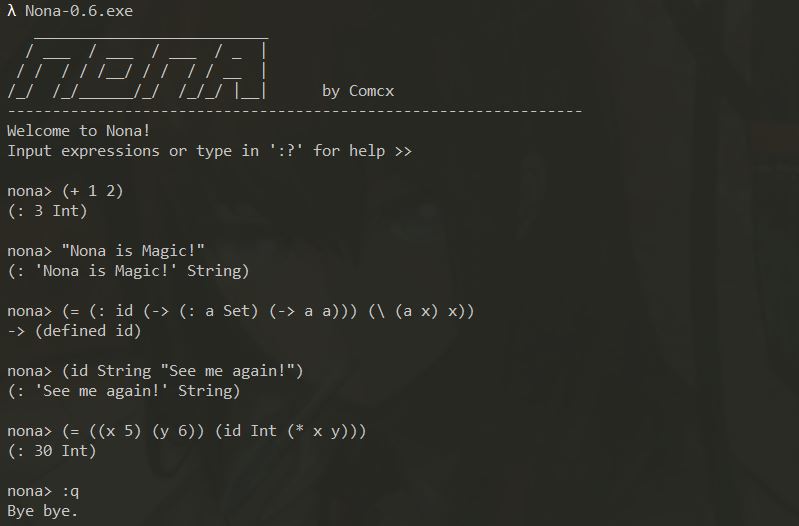 λ Nona-0.6.exe
nona
by Comcx
----------------------------------------------------------------
Welcome to Nona!
Input expressions or type in ':?' for help >>
nona> (+ 1 2)
(: 3 Int)
nona> "Nona is Magic!"
(: 'Nona is Magic!' String)
nona> (= (: id (-> (: a Set) (-> a a))) (\ (a x) x))
-> (defined id)
nona> (id String "See me again!")
(: 'See me again!' String)
nona> (= ((x 5) (y 6)) (id Int (* x y)))
(: 30 Int)
nona> :q
Bye bye.